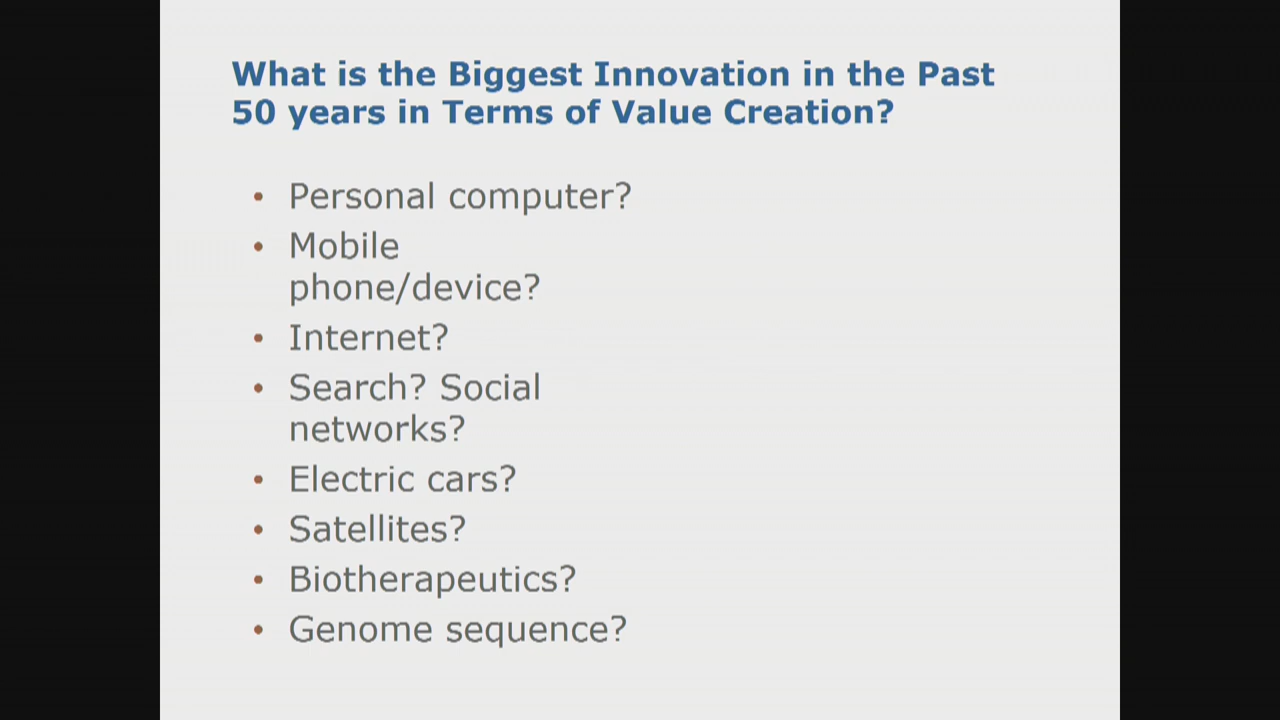 What is the Biggest Innovation in the Past
50 years in Terms of Value Creation?
• Personal computer?
• Mobile
phone/device?
• Internet?
• Search? Social
networks?
• Electric cars?
• Satellites?
• Biotherapeutics?
• Genome sequence?